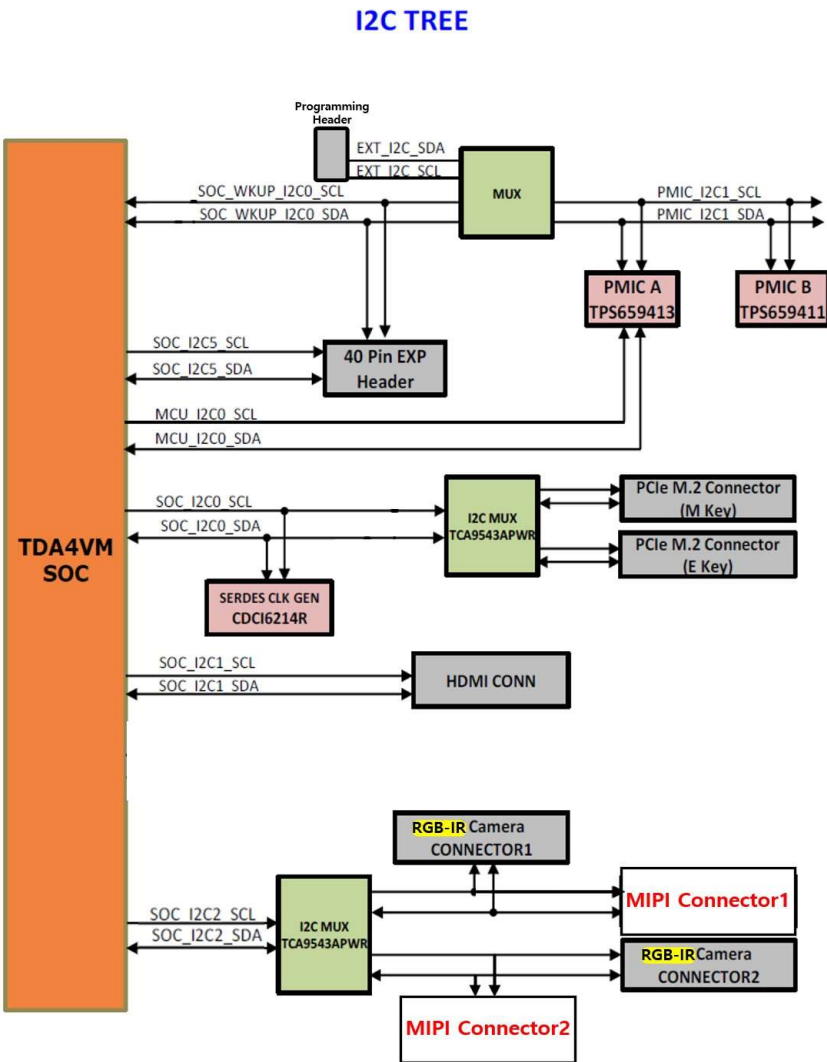 I2C TREE
Programming
Header
EXT_I2C_SDA
EXT_I2C_SCL
MUX
SOC_WKUP_I2C0_SCL
SOC_WKUP_I2C0_SDA
PMIC_I2C1_SCL
PMIC_I2C1_SDA
PMIC A
TPS659413
PMIC B
TPS659411
SOC_I2C5_SCL
SOC_I2C5_SDA
40 Pin EXP
Header
MCU_I2C0_SCL
MCU_I2C0_SDA
TDA4VM
SOC
SOC_I2C0_SCL
SOC_I2C0_SDA
I2C MUX
TCA9543APWR
PCIe M.2 Connector
(M Key)
PCIe M.2 Connector
(E Key)
SERDES CLK GEN
CDCI6214R
SOC_I2C1_SCL
SOC_I2C1_SDA
HDMI CONN
RGB-IR Camera
CONNECTOR1
SOC_I2C2_SCL
SOC_I2C2_SDA
I2C MUX
TCA9543APWR
MIPI Connector1
RGB-IR Camera
CONNECTOR2
MIPI Connector2